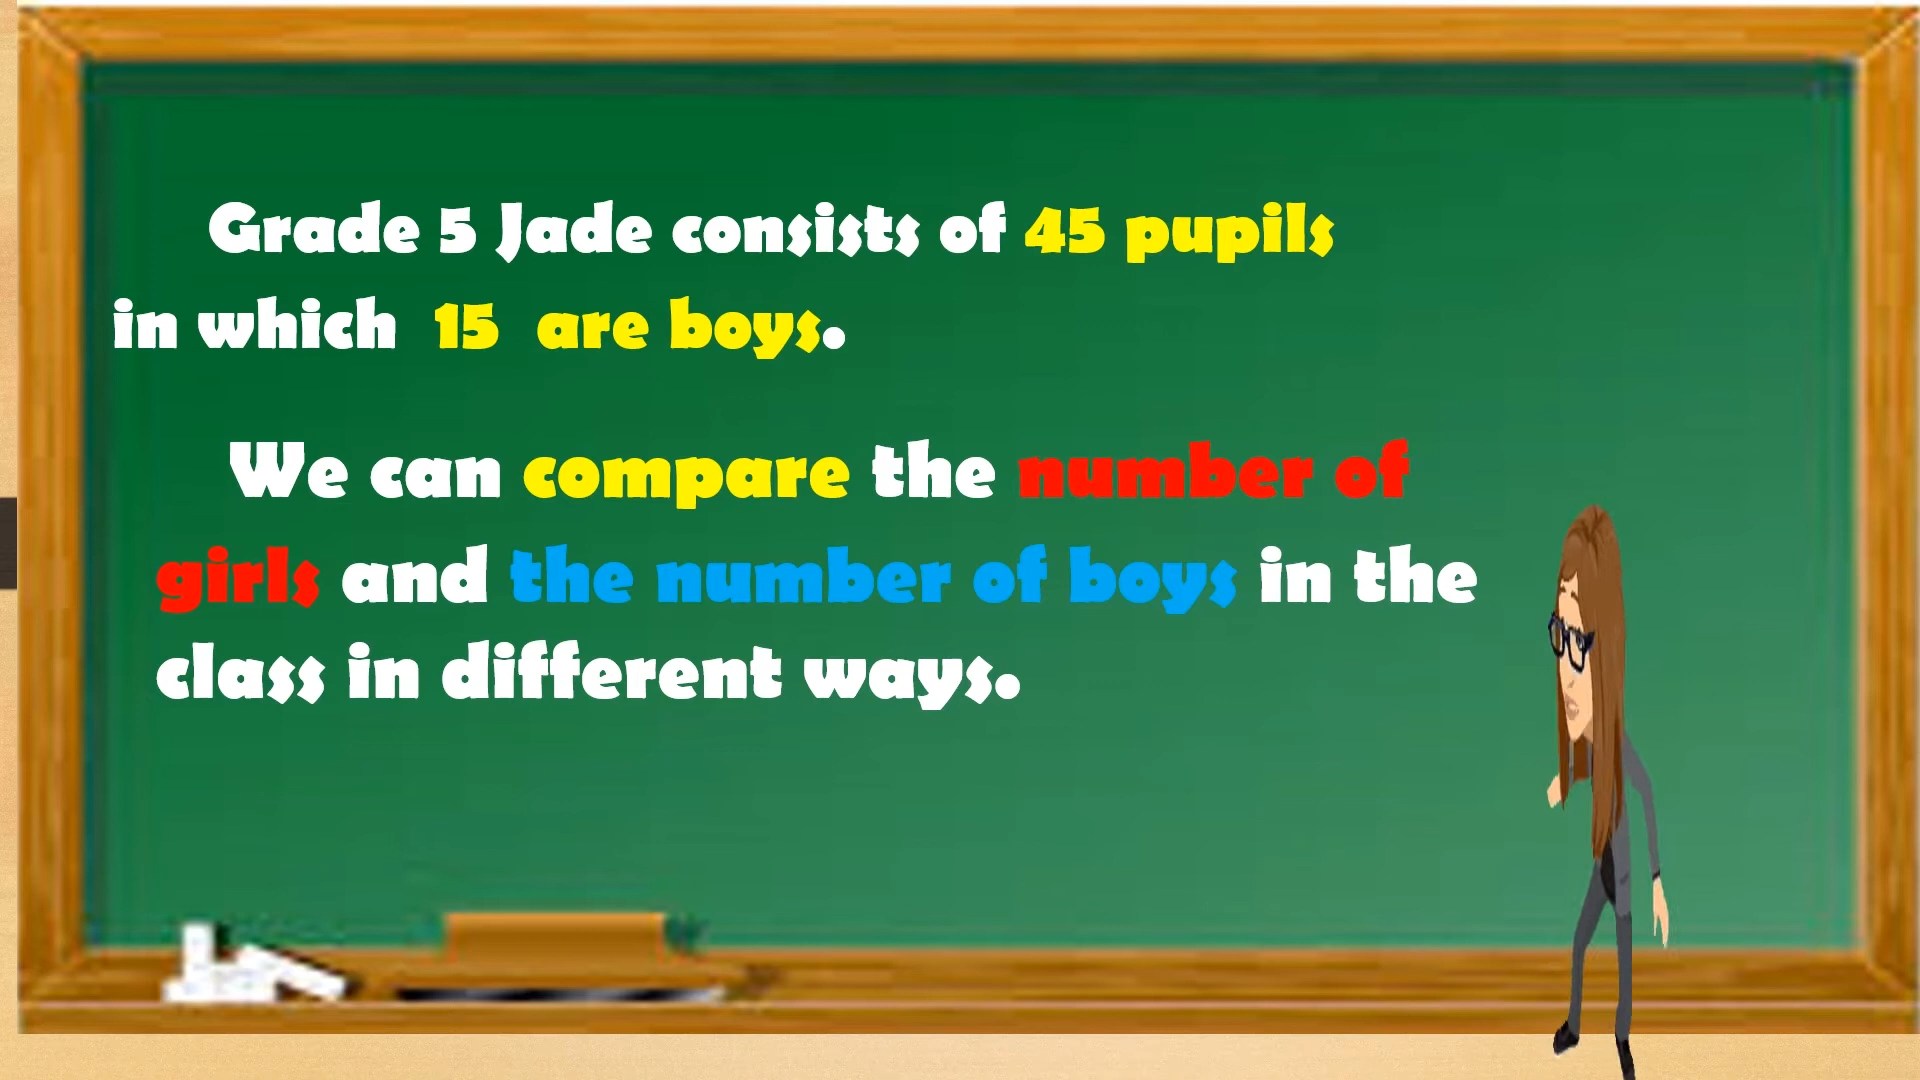 Grade 5 Jade consists of 45 pupils
in which 15 are boys.
We can compare the number of
girls and the number of boys in the
class in different ways.